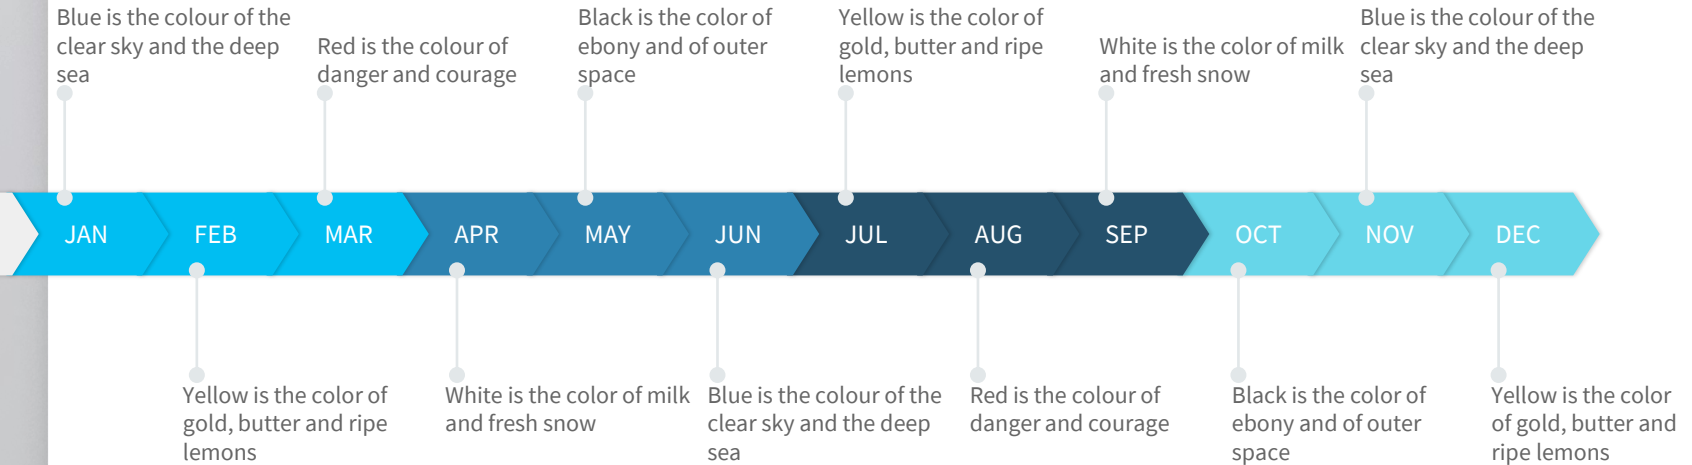 Blue is the colour of the
clear sky and the deep
sea
Red is the colour of
danger and courage
Black is the color of
ebony and of outer
space
Yellow is the color of
gold, butter and ripe
lemons
White is the color of milk
and fresh snow
Blue is the colour of the
clear sky and the deep
sea
JAN
FEB
MAR
APR
MAY
JUN
JUL
AUG
SEP
OCT
NOV
DEC
Yellow is the color of
gold, butter and ripe
lemons
White is the color of milk
and fresh snow
Blue is the colour of the
clear sky and the deep
sea
Red is the colour of
danger and courage
Black is the color of
ebony and of outer
space
Yellow is the color
of gold, butter and
ripe lemons